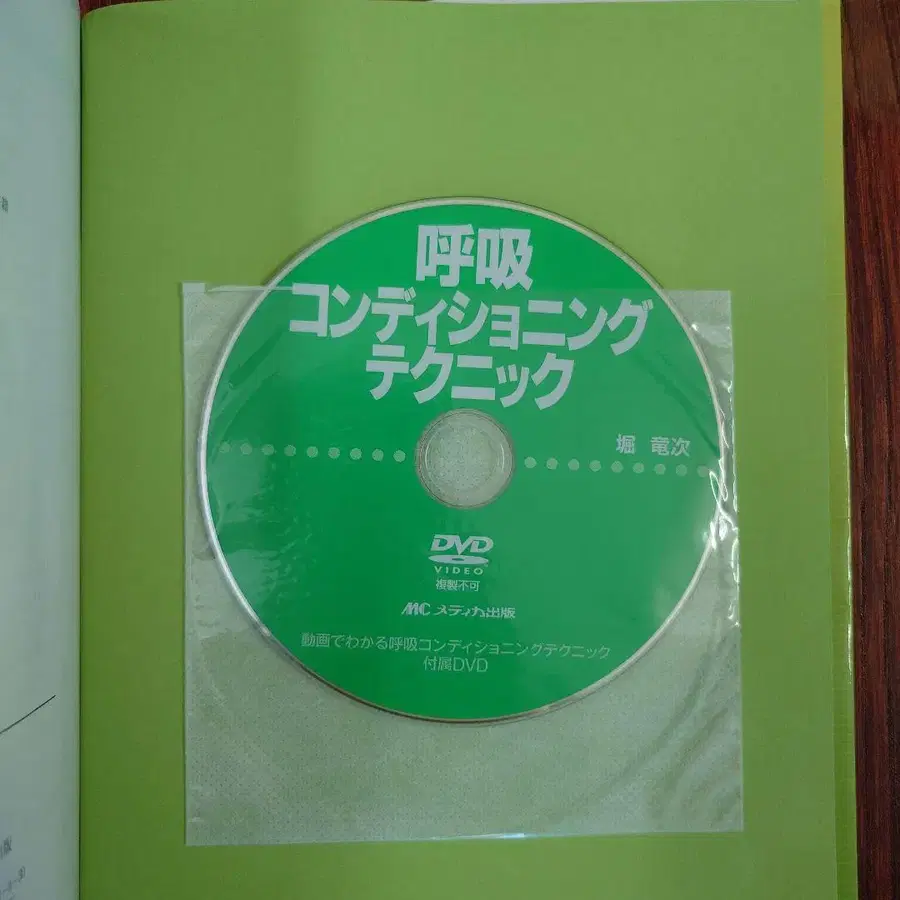 呼吸
コンディショニング
テクニック
堀 竜次
DVD
VIDEO
複製不可
MC メディカ出版
動画でわかる呼吸コンディショニングテクニック
付属DVD